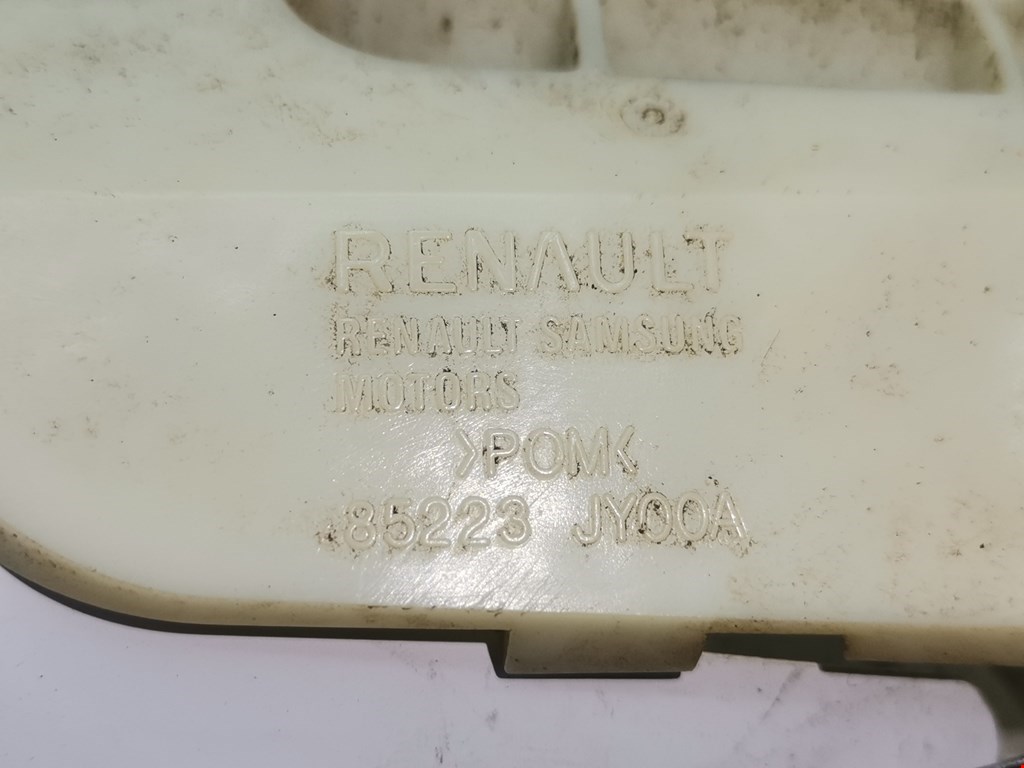 RENAULT
RENAULT SAMSUNG
MOTORS
>POM<
85223 JY00A